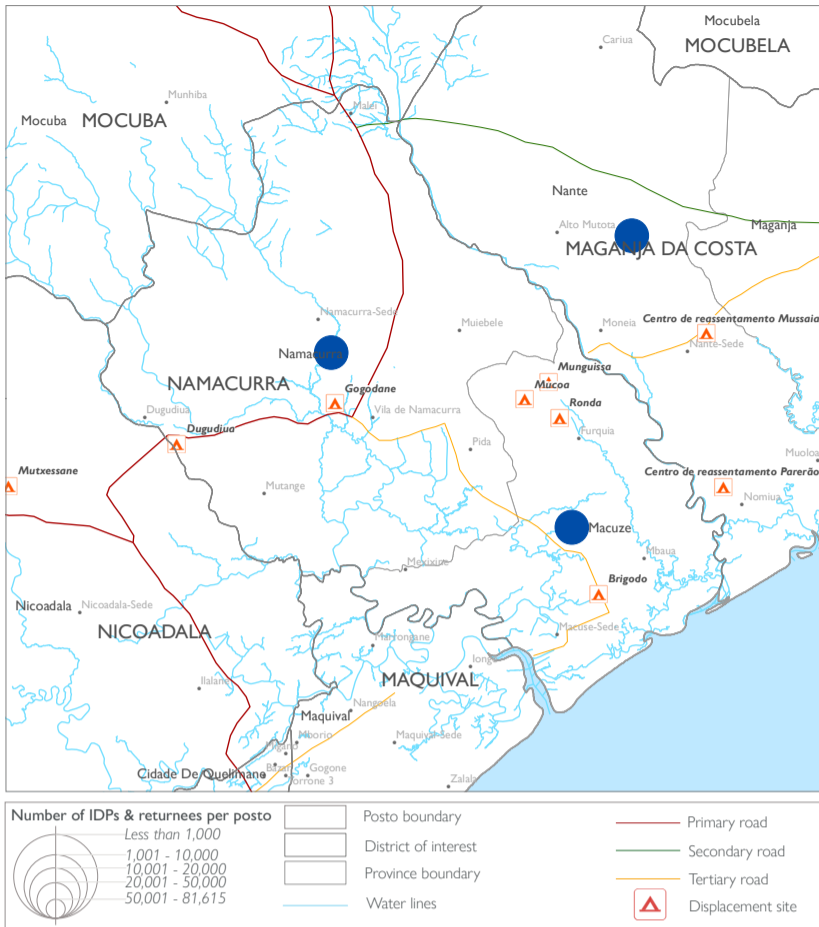 Mocubela
Cariua
MOCUBELA
Munhiba
Malei
Mocuba
MOCUBA
Nante
Alto Mutota
Maganja
MAGANJA DA COSTA
Namacurra-Sede
Centro de reassentamento Mussaia
Muiebele
Moneia
Nante-Sede
Namacurra
Munguissa
NAMACURRA
Mucoa
Gogodane
Ronda
Dugudiua
Vila de Namacurra
Dugudiua
Furquia
Pida
Muoloa
Mutxessane
Centro de reassentamento Parerão
Mutange
Nomiua
Macuze
Mbaua
Mexixine
Brigodo
Nicoadala
Nicoadala-Sede
NICOADALA
Macuse-Sede
Marrongane
Iongo
MAQUIVAL
Ilalane
Nangoela
Maquival
Mborio
Maquival-Sede
Migano
Bazar
Cidade De Quelimane
Gogone
Torrone 3
Zalala
Number of IDPs & returnees per posto
Less than 1,000
1,001 - 10,000
10,001 - 20,000
20,001 - 50,000
50,001 - 81,615
Posto boundary
District of interest
Province boundary
Water lines
Primary road
Secondary road
Tertiary road
Displacement site